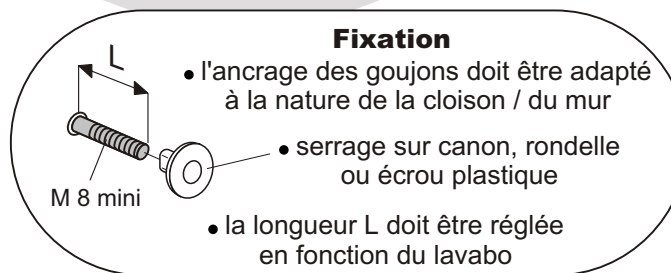 Fixation
L
● l'ancrage des goujons doit être adapté
à la nature de la cloison / du mur
● serrage sur canon, rondelle
ou écrou plastique
M 8 mini
● la longueur L doit être réglée
en fonction du lavabo